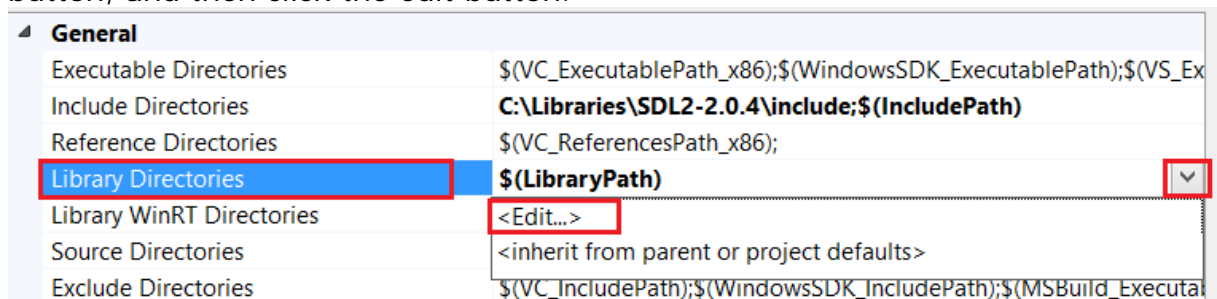 button, and then click the edit button.
General
Executable Directories $(VC_ExecutablePath_x86);$(WindowsSDK_ExecutablePath);$(VS_Ex
Include Directories C:\Libraries\SDL2-2.0.4\include;$(IncludePath)
Reference Directories $(VC_ReferencesPath_x86);
Library Directories $(LibraryPath)
Library WinRT Directories <Edit...>
Source Directories <inherit from parent or project defaults>
Exclude Directories $(VC_IncludePath);$(WindowsSDK_IncludePath);$(MSBuild_Executal